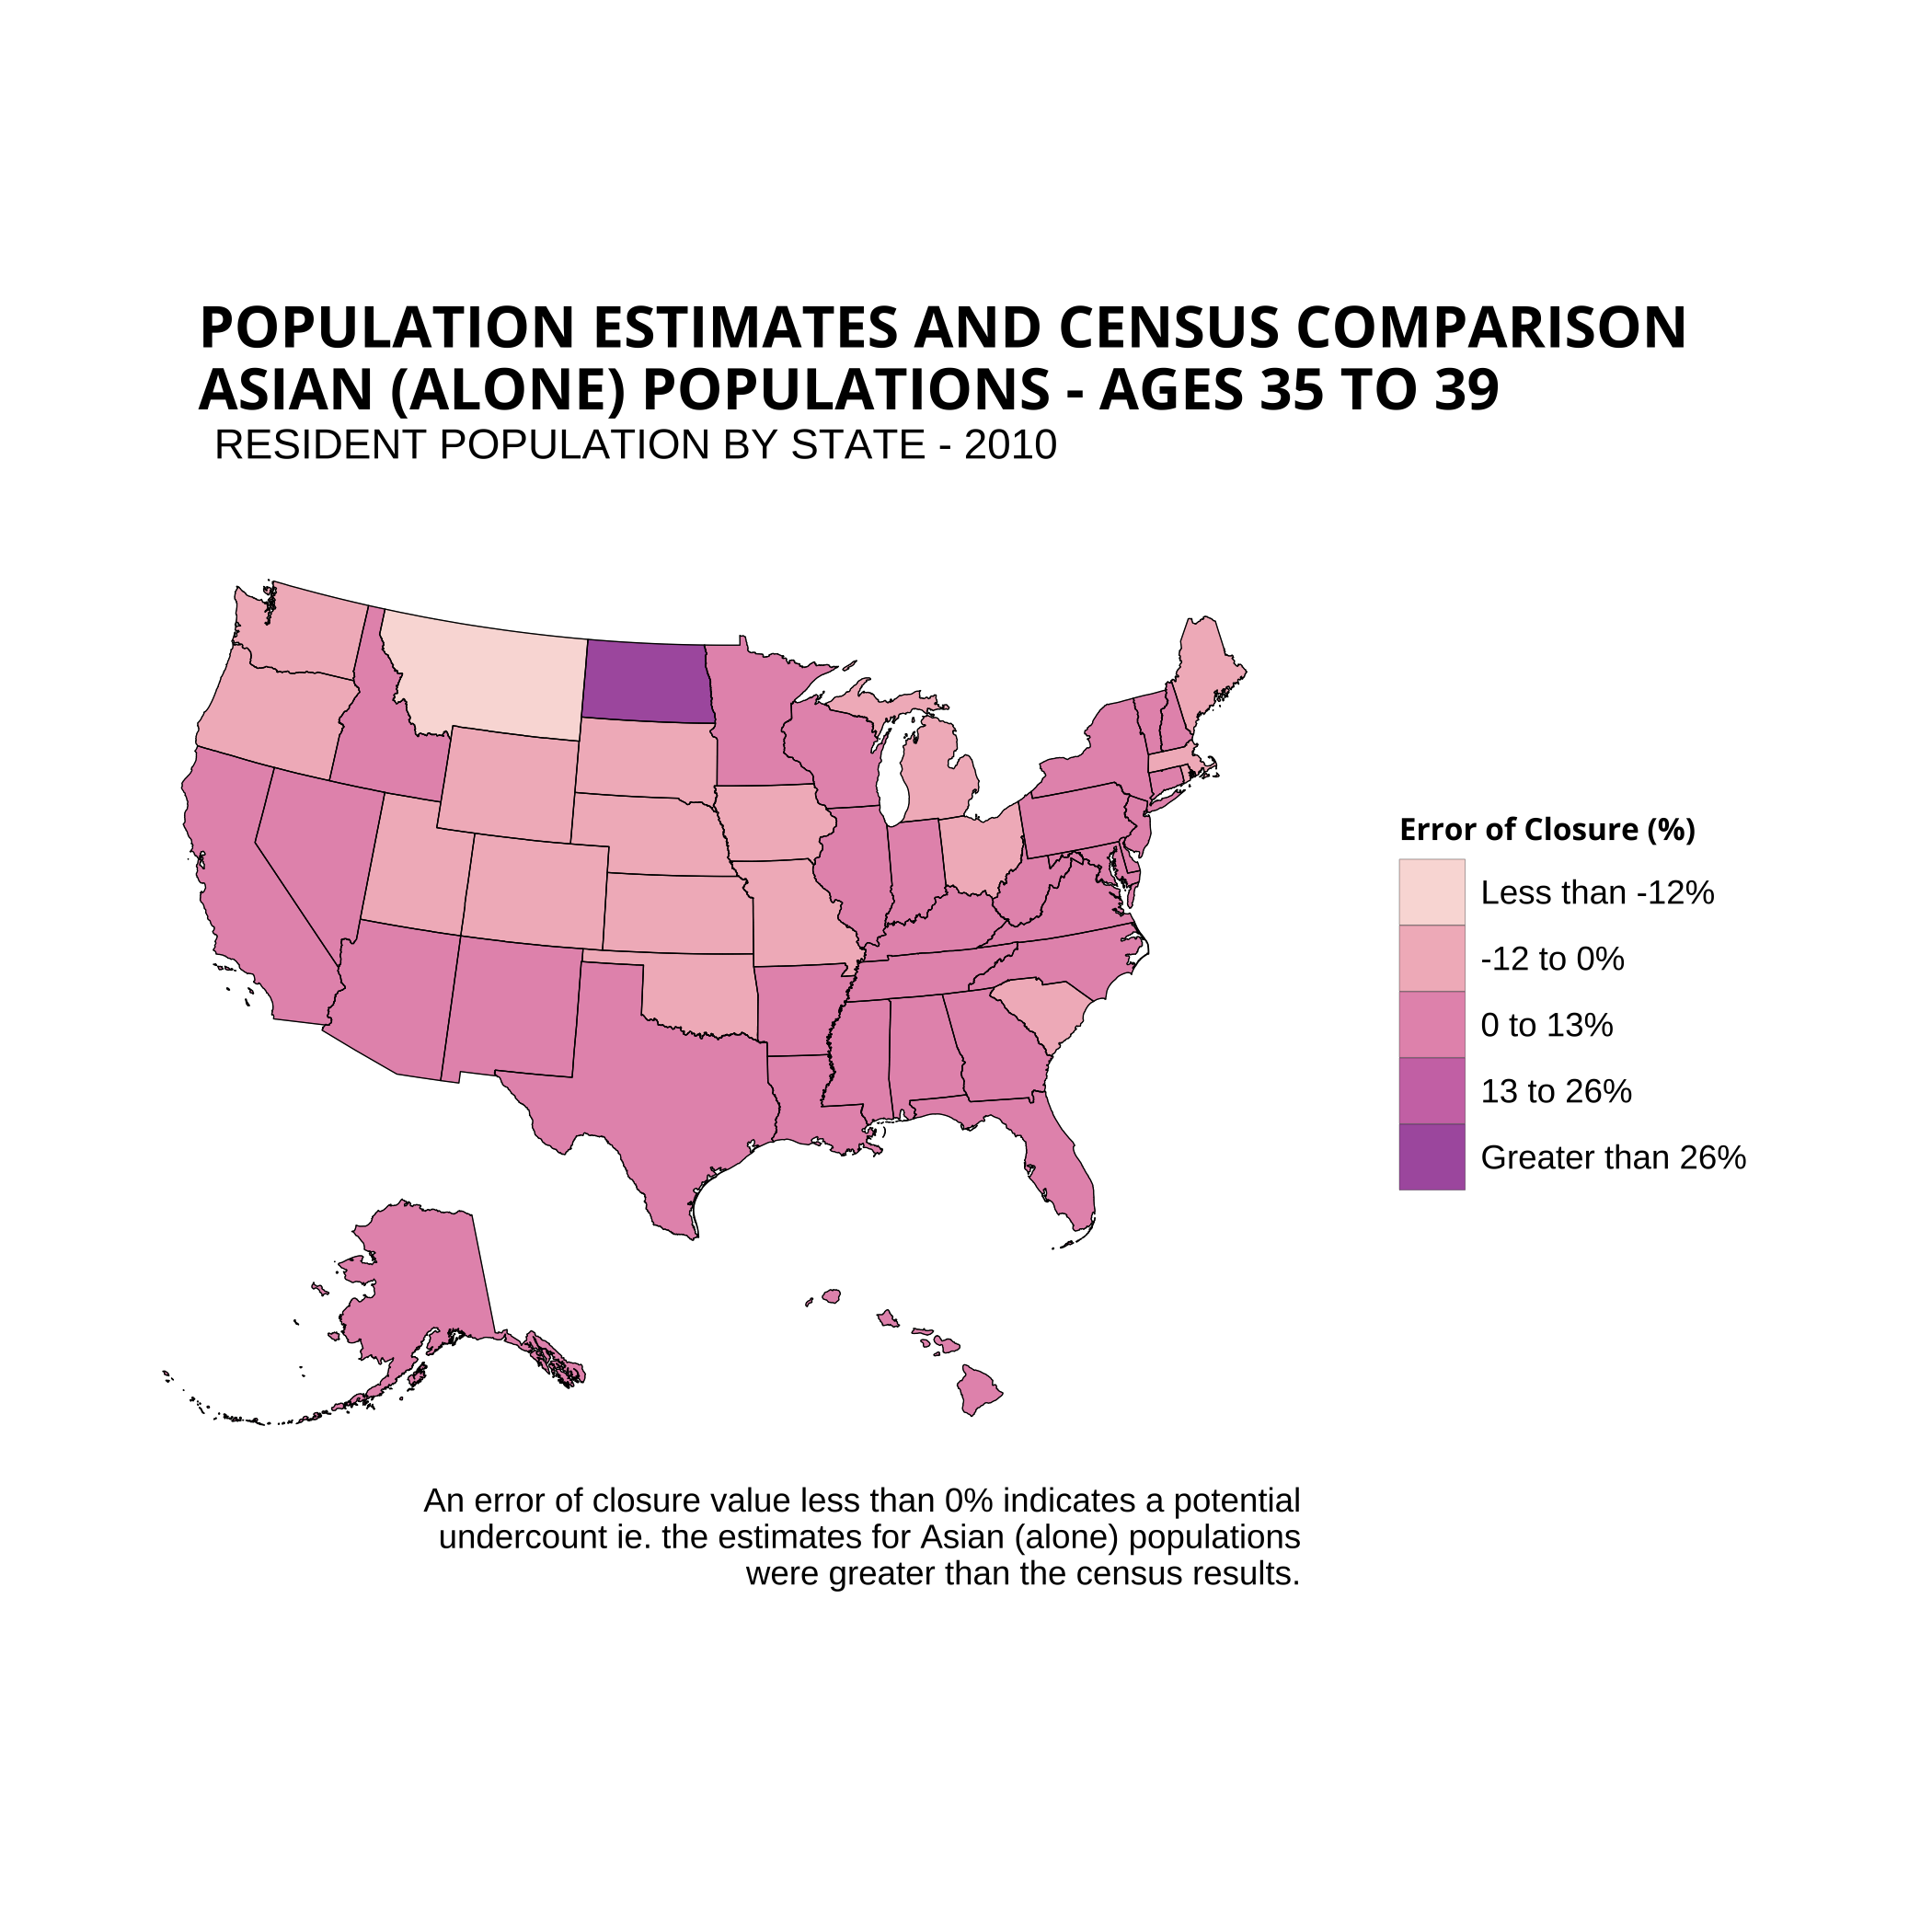 POPULATION ESTIMATES AND CENSUS COMPARISON
ASIAN (ALONE) POPULATIONS - AGES 35 TO 39
RESIDENT POPULATION BY STATE - 2010
Error of Closure (%)
Less than -12%
-12 to 0%
0 to 13%
13 to 26%
Greater than 26%
An error of closure value less than 0% indicates a potential
undercount ie. the estimates for Asian (alone) populations
were greater than the census results.